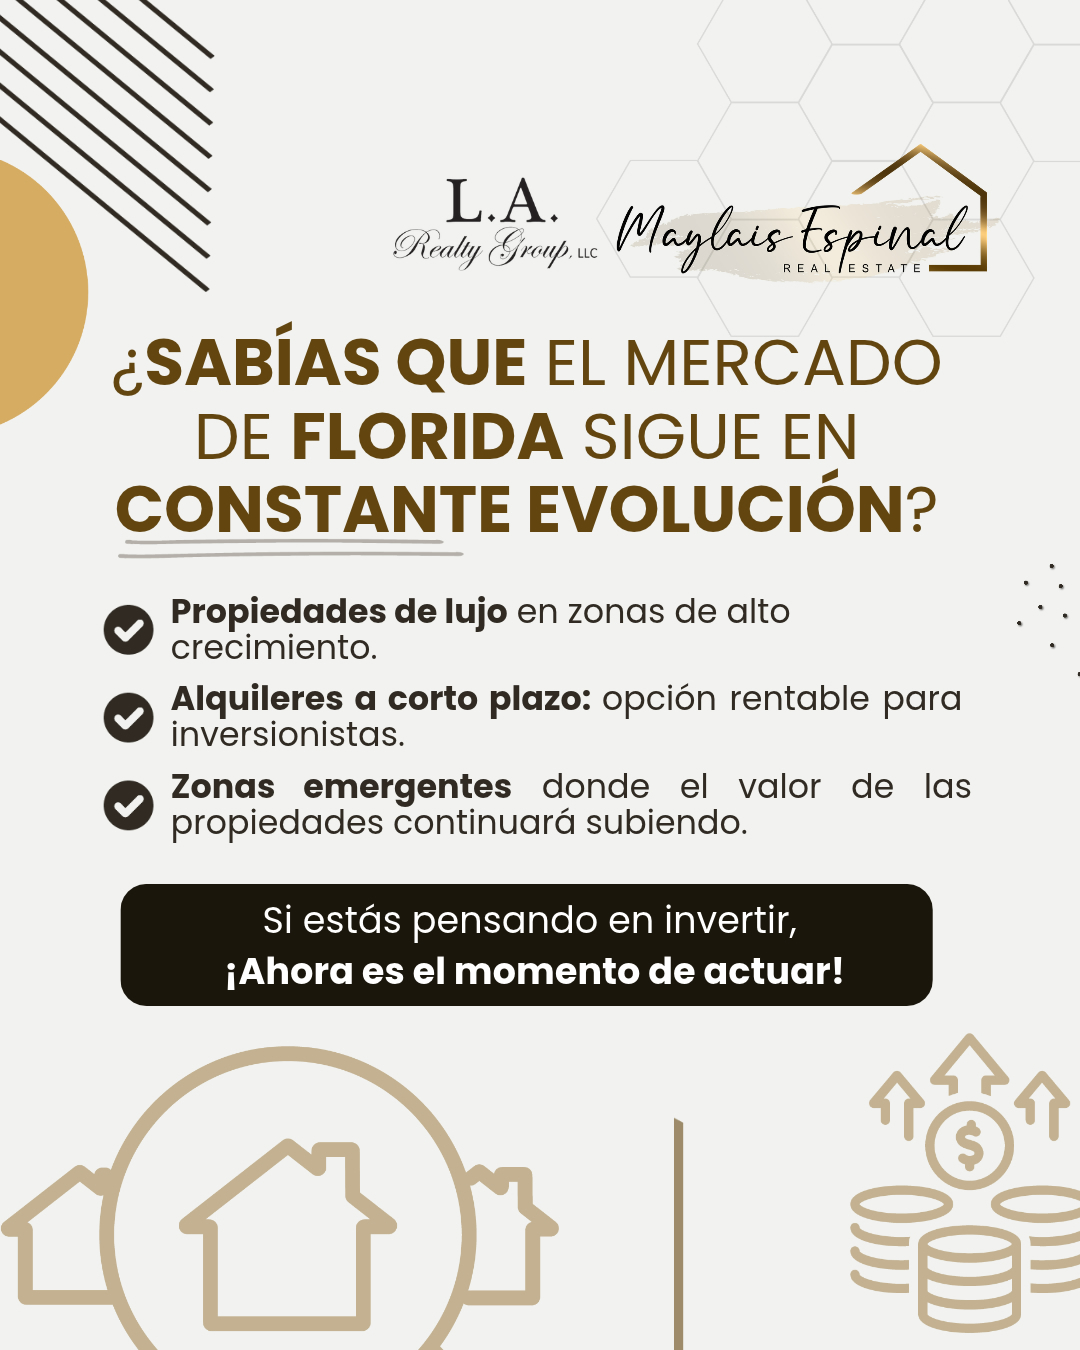 L.A.
Realty Group, LLC
Maylais Espinal
REAL ESTATE
¿SABÍAS QUE EL MERCADO
DE FLORIDA SIGUE EN
CONSTANTE EVOLUCIÓN?
Propiedades de lujo en zonas de alto
crecimiento.
Alquileres a corto plazo: opción rentable para
inversionistas.
Zonas emergentes donde el valor de las
propiedades continuará subiendo.
Si estás pensando en invertir,
¡Ahora es el momento de actuar!
$